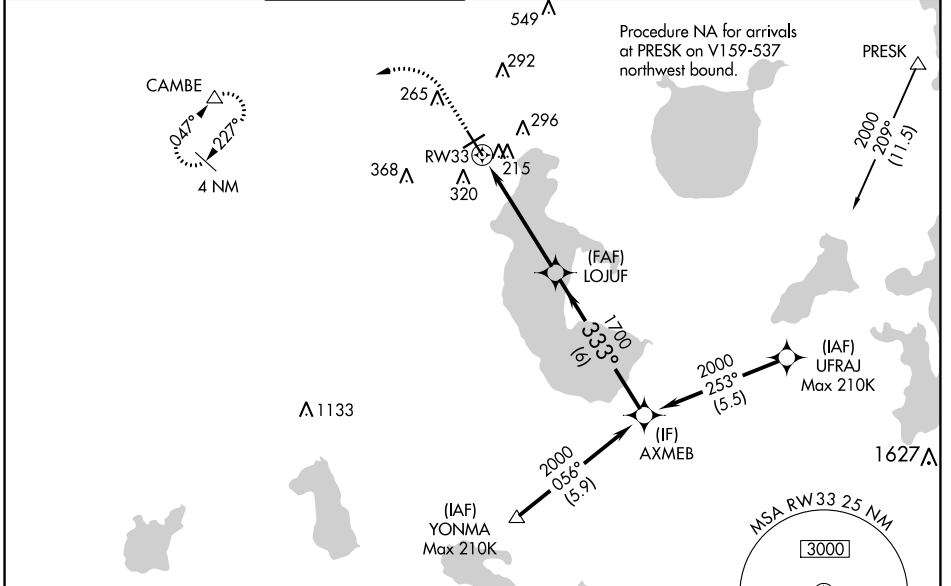 549
292
265
296
RW33
215
368
320
CAMBE
047°
227°
4 NM
Procedure NA for arrivals
at PRESK on V159-537
northwest bound.
PRESK
2000
209°
(11.5)
(FAF)
LOJUF
1700
333°
(6)
2000
253°
(5.5)
(IAF)
UFRAJ
Max 210K
(IF)
AXMEB
1133
2000
056°
(5.9)
(IAF)
YONMA
Max 210K
1627
MSA RW33 25 NM
3000